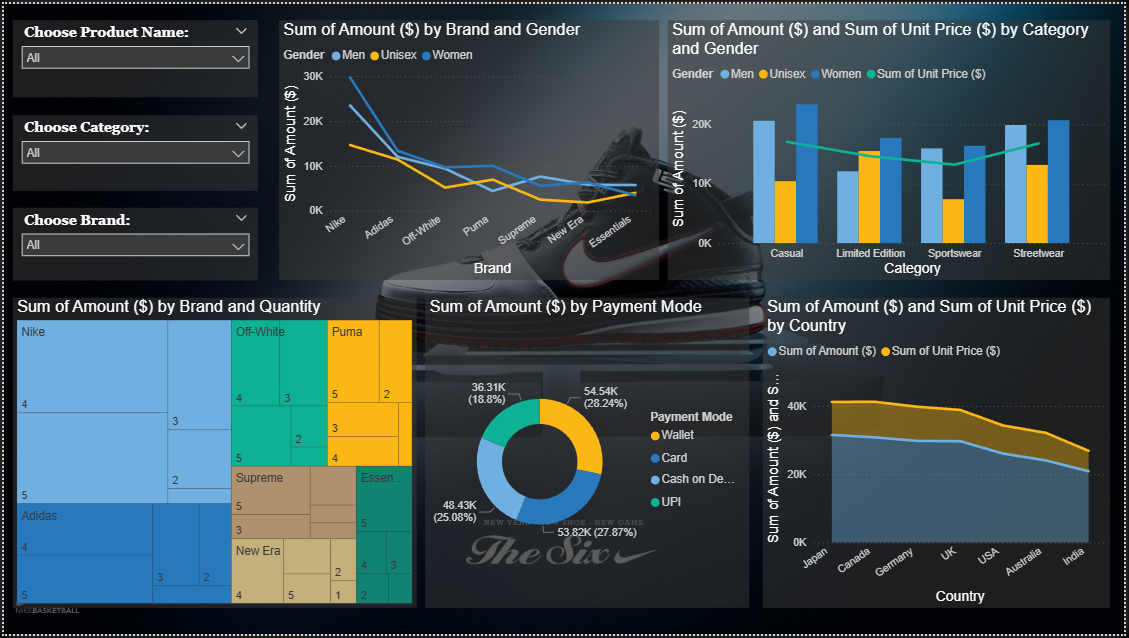 Choose Product Name:
All
Choose Category:
All
Choose Brand:
All
Sum of Amount ($) by Brand and Gender
Gender Men Unisex Women
Sum of Amount ($)
30K
20K
10K
0K
Nike
Adidas
Off-White
Puma
Supreme
New Era
Essentials
Brand
Sum of Amount ($) and Sum of Unit Price ($) by Category
and Gender
Gender Men Unisex Women Sum of Unit Price ($)
Sum of Amount ($)
20K
10K
0K
Casual
Limited Edition
Sportswear
Streetwear
Category
Sum of Amount ($) by Brand and Quantity
Nike
4
3
5
2
Adidas
4
5
3
2
Off-White
4
3
5
2
Puma
5
2
3
4
Supreme
5
3
Essen...
5
4
3
2
New Era
4
5
2
1
Sum of Amount ($) by Payment Mode
36.31K
(18.8%)
54.54K
(28.24%)
48.43K
(25.08%)
53.82K (27.87%)
Payment Mode
Wallet
Card
Cash on De...
UPI
The Six
Sum of Amount ($) and Sum of Unit Price ($)
by Country
Sum of Amount ($) Sum of Unit Price ($)
Sum of Amount ($) and S...
40K
20K
0K
Japan
Canada
Germany
UK
USA
Australia
India
Country
NIKEBASKETBALL